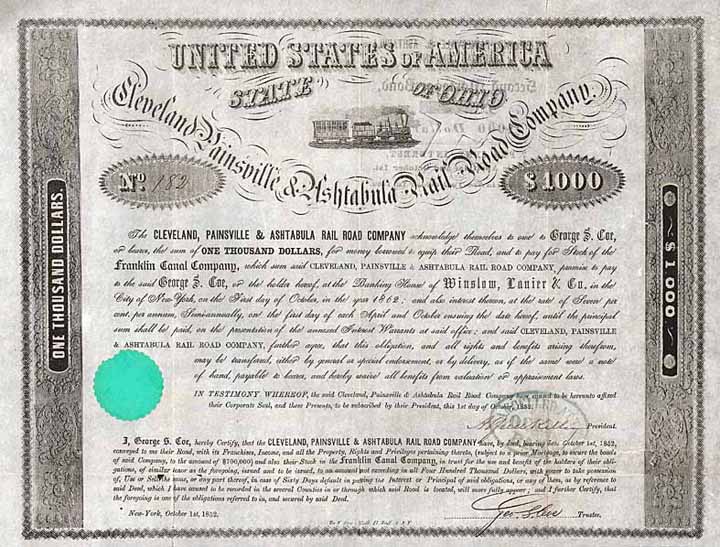 UNITED STATES OF AMERICA
STATE OF OHIO
Cleveland Painsville & Ashtabula Rail Road Company.
No. 182
$1000
ONE THOUSAND DOLLARS.
$1000
The CLEVELAND, PAINSVILLE & ASHTABULA RAIL ROAD COMPANY acknowledge themselves to owe to George S. Coe,
or bearer, the sum of ONE THOUSAND DOLLARS, for money borrowed to equip their Road, and to pay for Stock of the
Franklin Canal Company, which sum said CLEVELAND, PAINSVILLE & ASHTABULA RAIL ROAD COMPANY, promise to pay
to the said George S. Coe, or the holder hereof, at the Banking House of Winslow, Lanier & Co. in the
City of New-York, on the First day of October, in the year 1862; and also interest thereon, at the rate of Seven per
cent. per annum, Semi-annually, on the first day of each April and October ensuing the date hereof, until the principal
sum shall be paid, on the presentation of the annexed Interest Warrants at said office; and said CLEVELAND, PAINSVILLE
& ASHTABULA RAIL ROAD COMPANY, further agree, that this obligation, and all rights and benefits arising therefrom,
may be transferred, either by general or special endorsement, or by delivery, as if the same were a note
of hand, payable to bearer, and hereby waive all benefits from valuation or appraisement laws.
IN TESTIMONY WHEREOF, the said Cleveland, Painsville & Ashtabula Rail Road Company have caused to be hereunto affixed
their Corporate Seal, and these Presents, to be subscribed by their President, this 1st day of October, 1852.
President.
I, George S. Coe, hereby Certify, that the CLEVELAND, PAINSVILLE & ASHTABULA RAIL ROAD COMPANY have, by deed, bearing date October 1st, 1852,
conveyed to me their Road, with its Franchises, Income, and all the Property, Rights and Privileges pertaining thereto, (subject to a prior Mortgage, to secure the bonds
of said Company, to the amount of $700,000) and also their Stock in the Franklin Canal Company, in trust for the use and benefit of the holders of their obli-
gations, of similar issue as the foregoing, issued and to be issued, to an amount not exceeding in all Four Hundred Thousand Dollars, with power to take possession
of, Use or Sell the same, or any part thereof, in case of Sixty Days default in paying the Interest or Principal of said obligations, or any of them, as by reference to
said Deed, which I have caused to be recorded in the several Counties in or through which said Road is located, will more fully appear; and I further Certify, that
the foregoing is one of the obligations referred to in, and secured by said Deed.
New-York, October 1st, 1852.
Geo. S. Coe
Trustee.